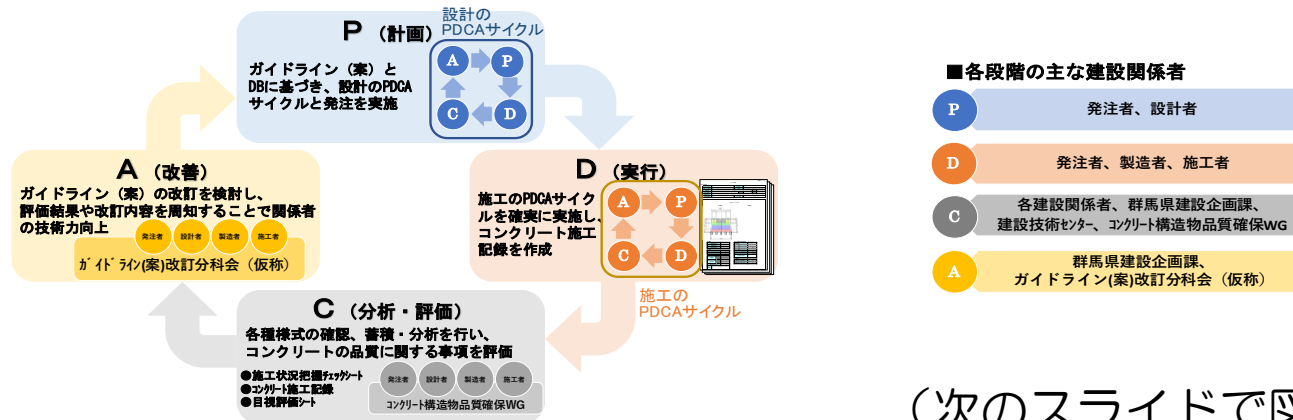 P （計画）
設計の
PDCAサイクル
ガイドライン（案）と
DBに基づき、設計のPDCA
サイクルと発注を実施
A
P
C
D
A （改善）
ガイドライン（案）の改訂を検討し、
評価結果や改訂内容を周知することで関係者
の技術力向上
発注者 設計者 製造者 施工者
ｶﾞｲﾄﾞﾗｲﾝ(案)改訂分科会（仮称）
D （実行）
施工のPDCAサイク
ルを確実に実施し、
コンクリート施工
記録を作成
A
P
C
D
施工の
PDCAサイクル
C （分析・評価）
各種様式の確認、蓄積・分析を行い、
コンクリートの品質に関する事項を評価
●施工状況把握ﾁｪｯｸｼｰﾄ
●ｺﾝｸﾘｰﾄ施工記録
●目視評価ｼｰﾄ
発注者 設計者 製造者 施工者
ｺﾝｸﾘｰﾄ構造物品質確保WG
■各段階の主な建設関係者
P 発注者、設計者
D 発注者、製造者、施工者
C 各建設関係者、群馬県建設企画課、
建設技術ｾﾝﾀｰ、ｺﾝｸﾘｰﾄ構造物品質確保WG
A 群馬県建設企画課、
ガイドライン(案)改訂分科会（仮称）
（次のスライドで図